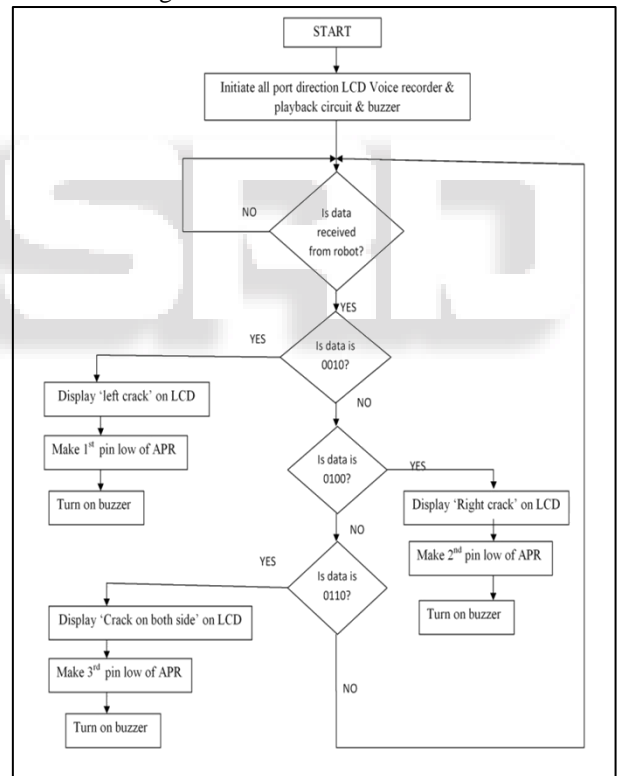 START
Initiate all port direction LCD Voice recorder &
playback circuit & buzzer
NO
Is data
received
from robot?
YES
YES
Is data is
0010?
Display ‘left crack’ on LCD
NO
Make 1st pin low of APR
Is data is
0100?
YES
Turn on buzzer
Display ‘Right crack’ on LCD
NO
YES
Make 2nd pin low of APR
Is data is
0110?
Display ‘Crack on both side’ on LCD
Turn on buzzer
Make 3rd pin low of APR
NO
Turn on buzzer